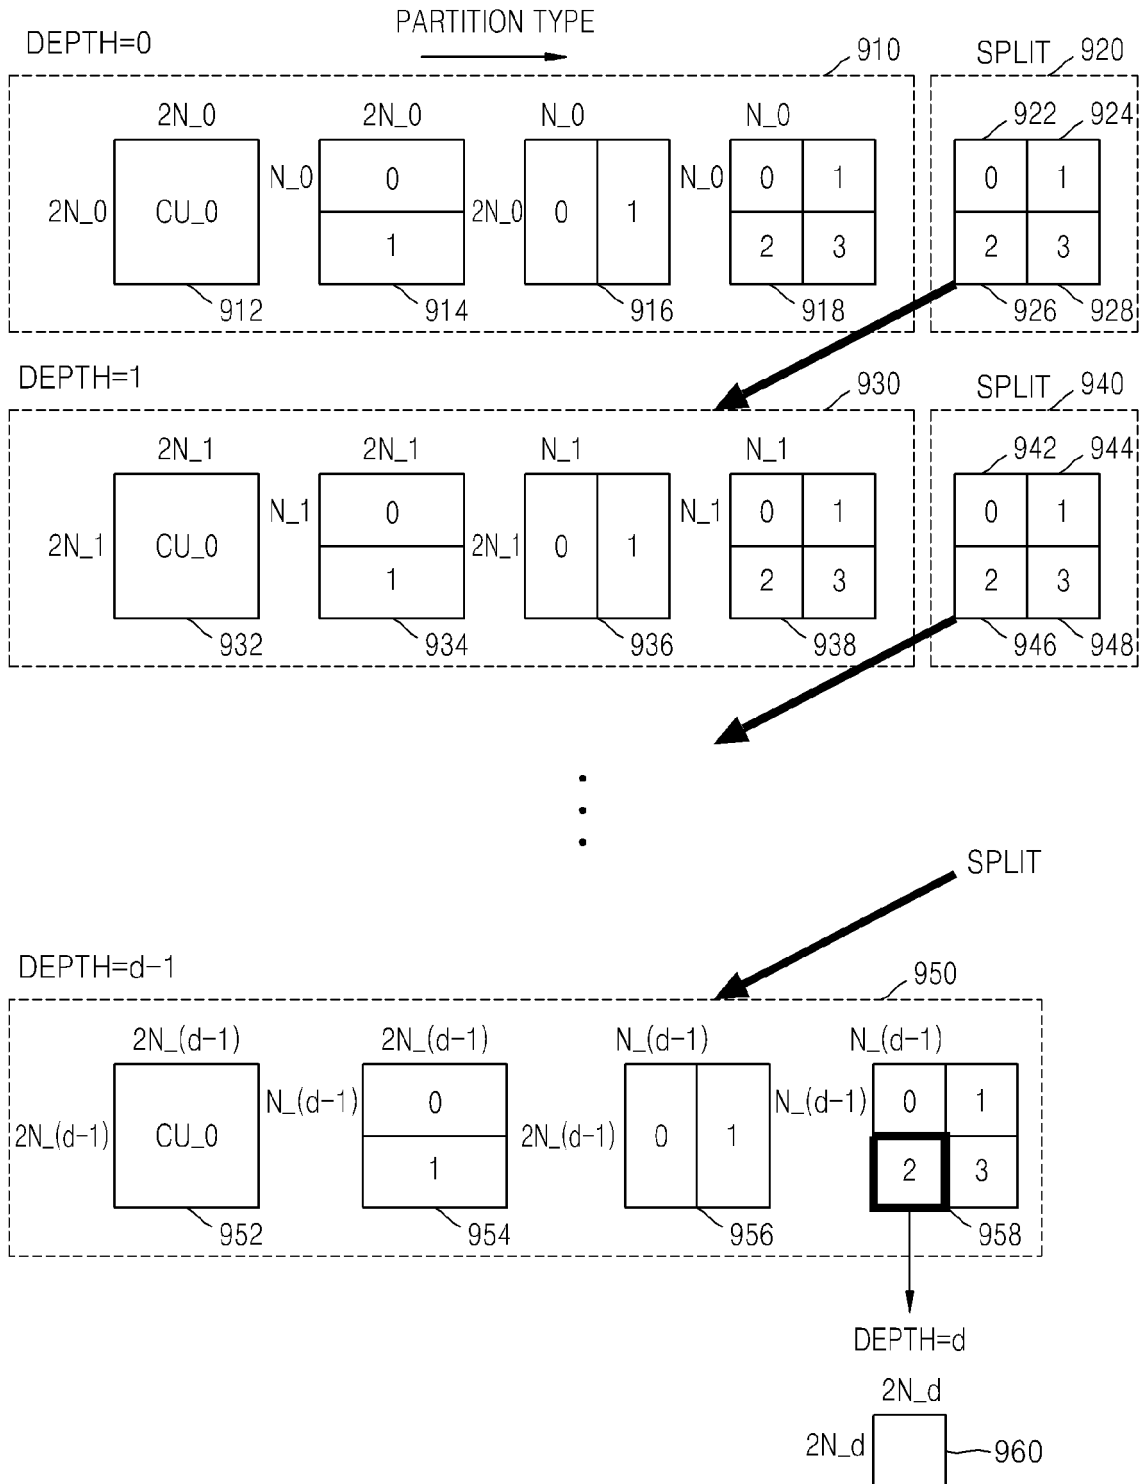 PARTITION TYPE
DEPTH=0
910
SPLIT 920
2N_0 2N_0 N_0 N_0
922 924
2N_0 CU_0
N_0 0 1
2N_0 0 1
N_0 0 1 2 3
0 1 2 3
912 914 916 918 926 928
DEPTH=1
930
SPLIT 940
2N_1 2N_1 N_1 N_1
942 944
2N_1 CU_0
N_1 0 1
2N_1 0 1
N_1 0 1 2 3
0 1 2 3
932 934 936 938 946 948
SPLIT
DEPTH=d-1
950
2N_(d-1) 2N_(d-1) N_(d-1) N_(d-1)
2N_(d-1) CU_0
N_(d-1) 0 1
2N_(d-1) 0 1
N_(d-1) 0 1 2 3
952 954 956 958
DEPTH=d
2N_d
2N_d 960